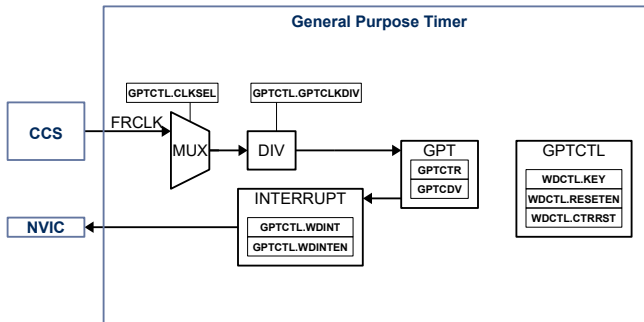 General Purpose Timer
GPTCTL.CLKSEL
GPTCTL.GPTCLKDIV
CCS
FRCLK
MUX
DIV
GPT
GPTCTR
GPTCDV
GPTCTL
WDCTL.KEY
WDCTL.RESETEN
WDCTL.CTRRST
INTERRUPT
GPTCTL.WDINT
GPTCTL.WDINTEN
NVIC